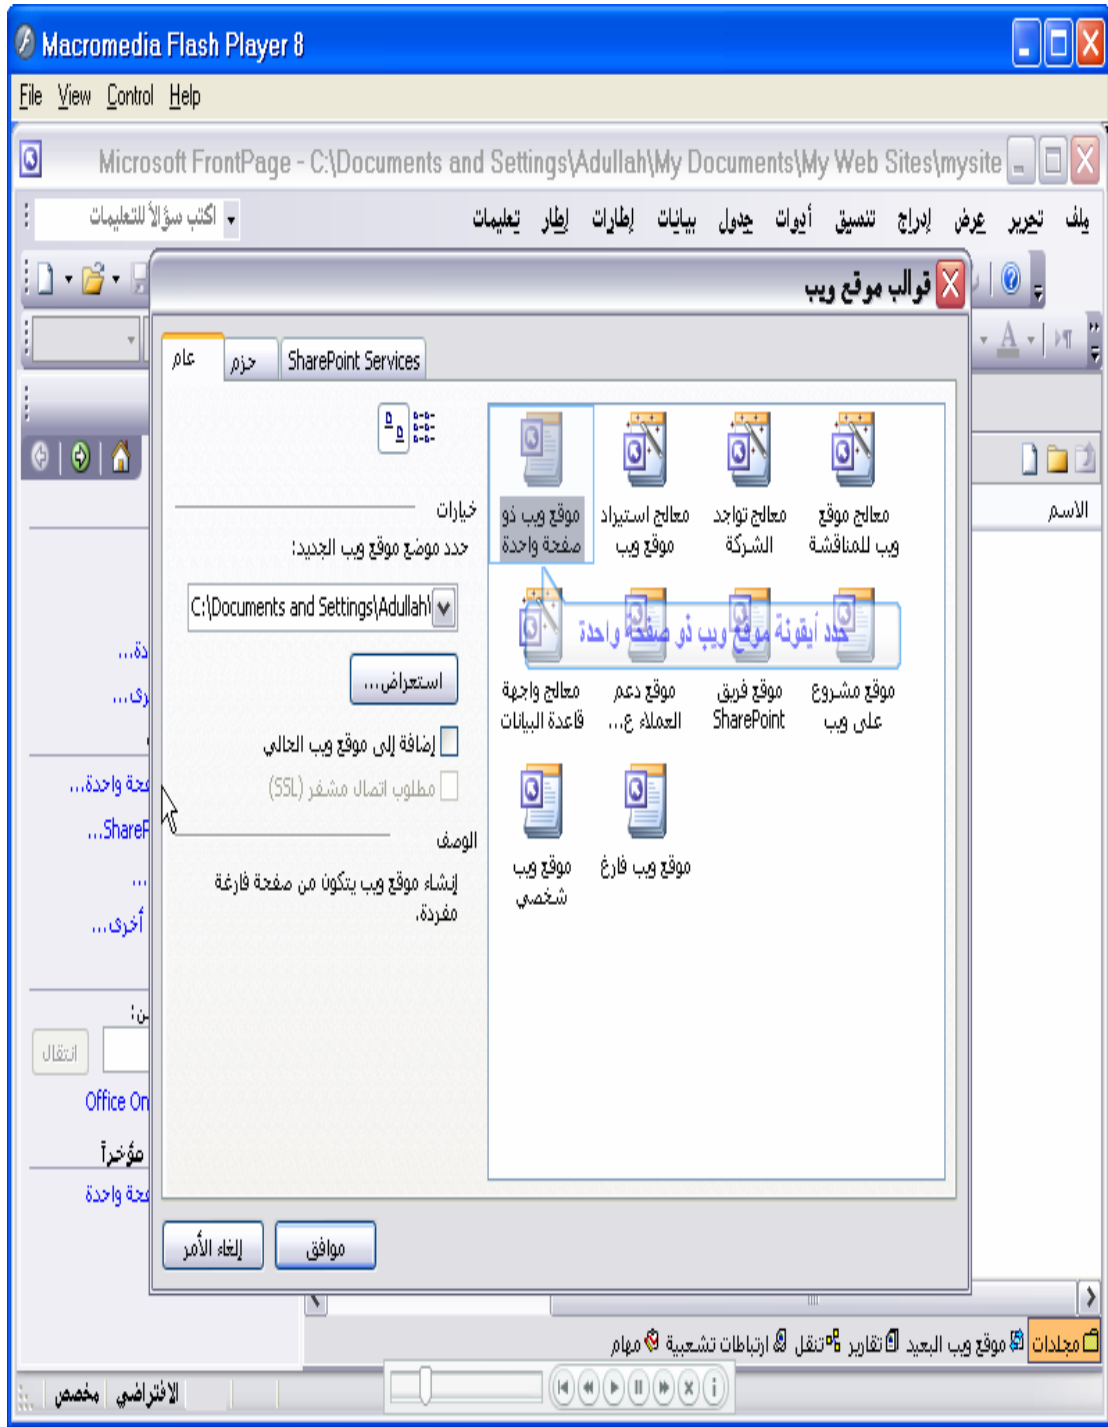 Macromedia Flash Player 8
File View Control Help
Microsoft FrontPage - C:\Documents and Settings\Adullah\My Documents\My Web Sites\mysite
ملف تحرير عرض إدراج تنسيق أدوات جدول بيانات إطارات إطار تعليمات
اكتب سؤالاً للتعليمات
قوالب موقع ويب
عام
حزم
SharePoint Services
موقع ويب ذو صفحة واحدة
معالج استيراد موقع ويب
معالج تواجد الشركة
معالج موقع ويب للمناقشة
حدد أيقونة موقع ويب ذو صفحة واحدة
معالج واجهة قاعدة البيانات
موقع دعم العملاء ع...
موقع فريق SharePoint
موقع مشروع على ويب
موقع ويب شخصي
موقع ويب فارغ
خيارات
حدد موضع موقع ويب الجديد:
C:\Documents and Settings\Adullah\
استعراض...
إضافة إلى موقع ويب الحالي
مطلوب اتصال مشفر (SSL)
الوصف
إنشاء موقع ويب يتكون من صفحة فارغة
مفردة.
موافق
إلغاء الأمر
الاسم
حة واحدة...
ShareP...
أخرى...
ن:
انتقال
Office On
مؤخراً
حة واحدة
مجلدات موقع ويب البعيد تقارير تنقل ارتباطات تشعبية مهام
الافتراضي مخصص